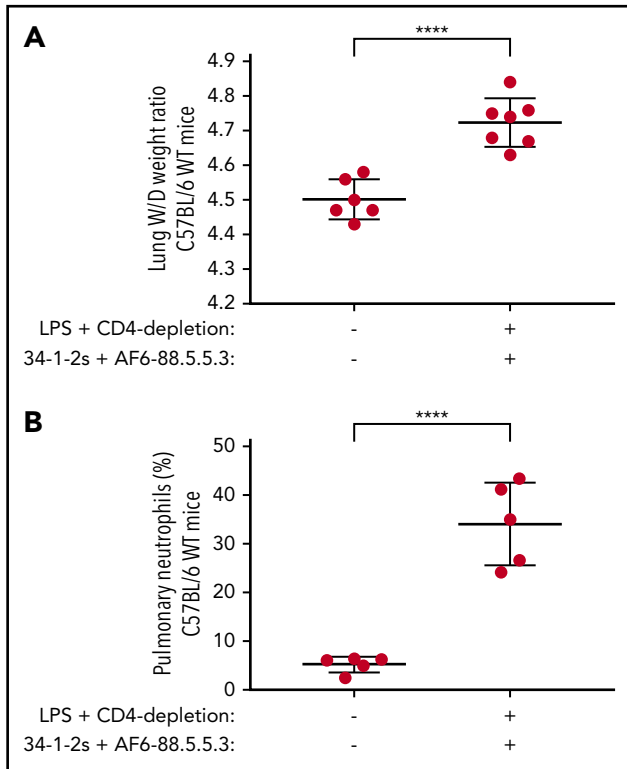 A
****
Lung W/D weight ratio
C57BL/6 WT mice
4.9
4.8
4.7
4.6
4.5
4.4
4.3
4.2
LPS + CD4-depletion: - +
34-1-2s + AF6-88.5.5.3: - +
B
****
Pulmonary neutrophils (%)
C57BL/6 WT mice
50
40
30
20
10
0
LPS + CD4-depletion: - +
34-1-2s + AF6-88.5.5.3: - +